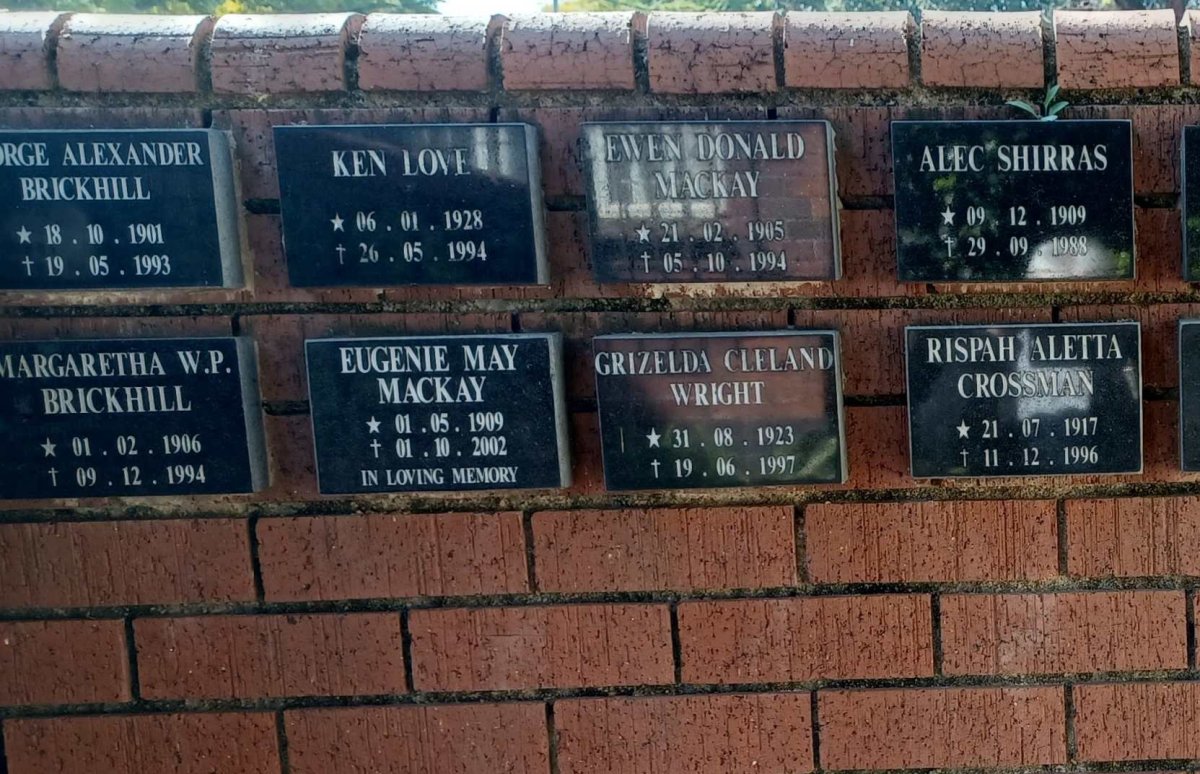 ORGE ALEXANDER
BRICKHILL
★ 18 . 10 . 1901
† 19 . 05 . 1993
KEN LOVE
★ 06 . 01 . 1928
† 26 . 05 . 1994
EWEN DONALD
MACKAY
★ 21 . 02 . 1905
† 05 . 10 . 1994
ALEC SHIRRAS
★ 09 . 12 . 1909
† 29 . 09 . 1988
MARGARETHA W.P.
BRICKHILL
★ 01 . 02 . 1906
† 09 . 12 . 1994
EUGENIE MAY
MACKAY
★ 01 . 05 . 1909
† 01 . 10 . 2002
IN LOVING MEMORY
GRIZELDA CLELAND
WRIGHT
★ 31 . 08 . 1923
† 19 . 06 . 1997
RISPAH ALETTA
CROSSMAN
★ 21 . 07 . 1917
† 11 . 12 . 1996